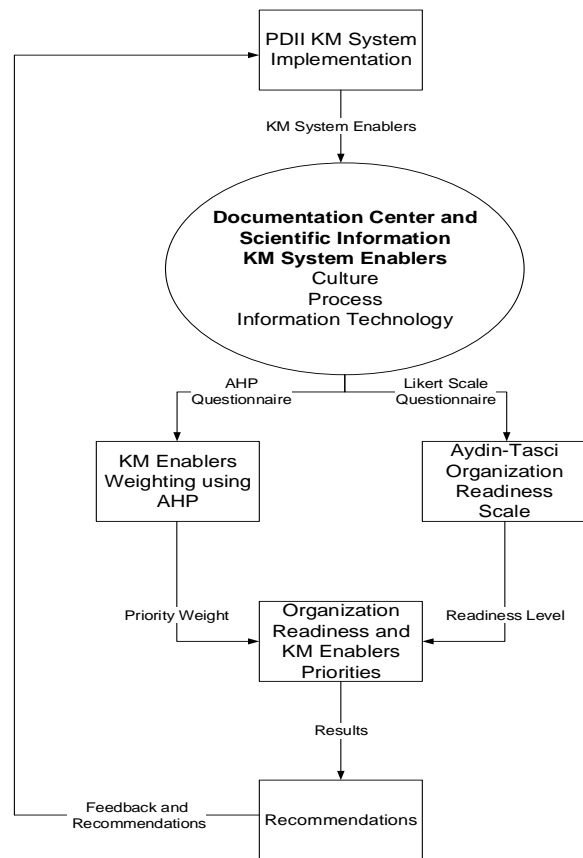 PDII KM System
Implementation
KM System Enablers
Documentation Center and
Scientific Information
KM System Enablers
Culture
Process
Information Technology
AHP
Questionnaire
Likert Scale
Questionnaire
KM Enablers
Weighting using
AHP
Aydin-Tasci
Organization
Readiness
Scale
Priority Weight
Organization
Readiness and
KM Enablers
Priorities
Readiness Level
Results
Feedback and
Recommendations
Recommendations